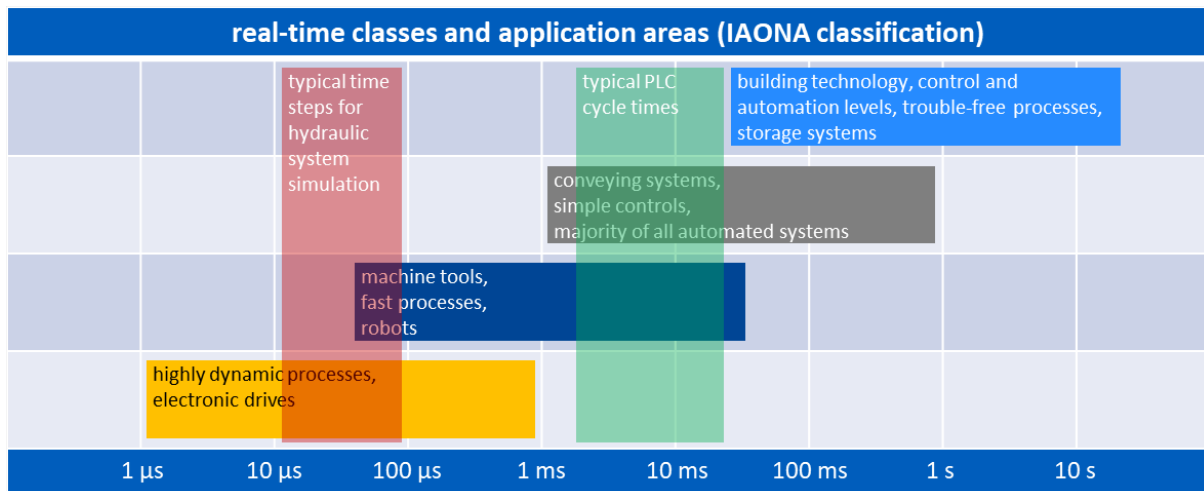 real-time classes and application areas (IAONA classification)
typical time
steps for
hydraulic
system
simulation
typical PLC
cycle times
building technology, control and
automation levels, trouble-free processes,
storage systems
conveying systems,
simple controls,
majority of all automated systems
machine tools,
fast processes,
robots
highly dynamic processes,
electronic drives
1 µs 10 µs 100 µs 1 ms 10 ms 100 ms 1 s 10 s